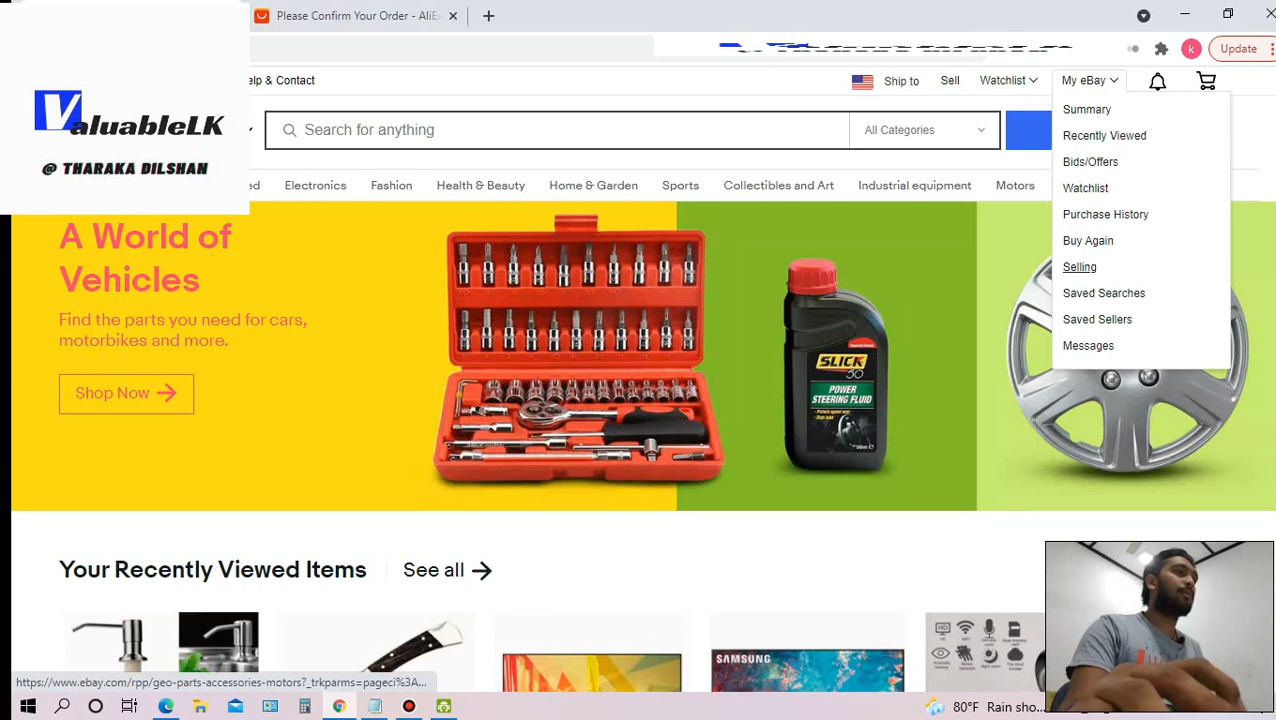 Please Confirm Your Order - AliEx
Update
elp & Contact
Ship to
Sell
Watchlist
My eBay
ValuableLK
@ THARAKA DILSHAN
Search for anything
All Categories
Summary
Recently Viewed
Bids/Offers
Watchlist
Purchase History
Buy Again
Selling
Saved Searches
Saved Sellers
Messages
ed
Electronics
Fashion
Health & Beauty
Home & Garden
Sports
Collectibles and Art
Industrial equipment
Motors
A World of
Vehicles
Find the parts you need for cars,
motorbikes and more.
Shop Now
SLICK
50
POWER
STEERING FLUID
Your Recently Viewed Items
See all
SAMSUNG
https://www.ebay.com/rpp/geo-parts-accessories-motors?_trkparms=pageci%3A...
80°F Rain sho...